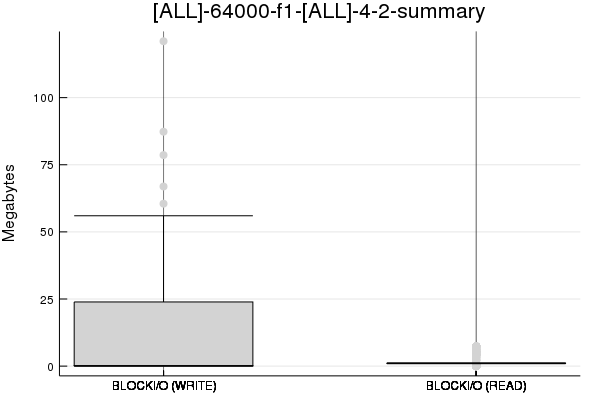 [ALL]-64000-f1-[ALL]-4-2-summary
Megabytes
100
75
50
25
0
BLOCKI/O (WRITE)
BLOCKI/O (READ)